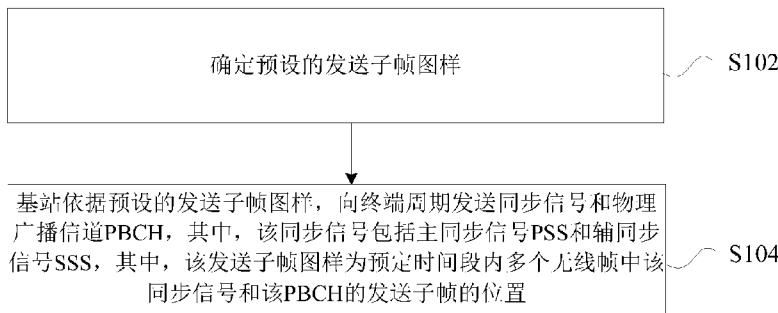 确定预设的发送子帧图样
S102
基站依据预设的发送子帧图样，向终端周期发送同步信号和物理
广播信道PBCH，其中，该同步信号包括主同步信号PSS和辅同步
信号SSS，其中，该发送子帧图样为预定时间段内多个无线帧中该
同步信号和该PBCH的发送子帧的位置
S104